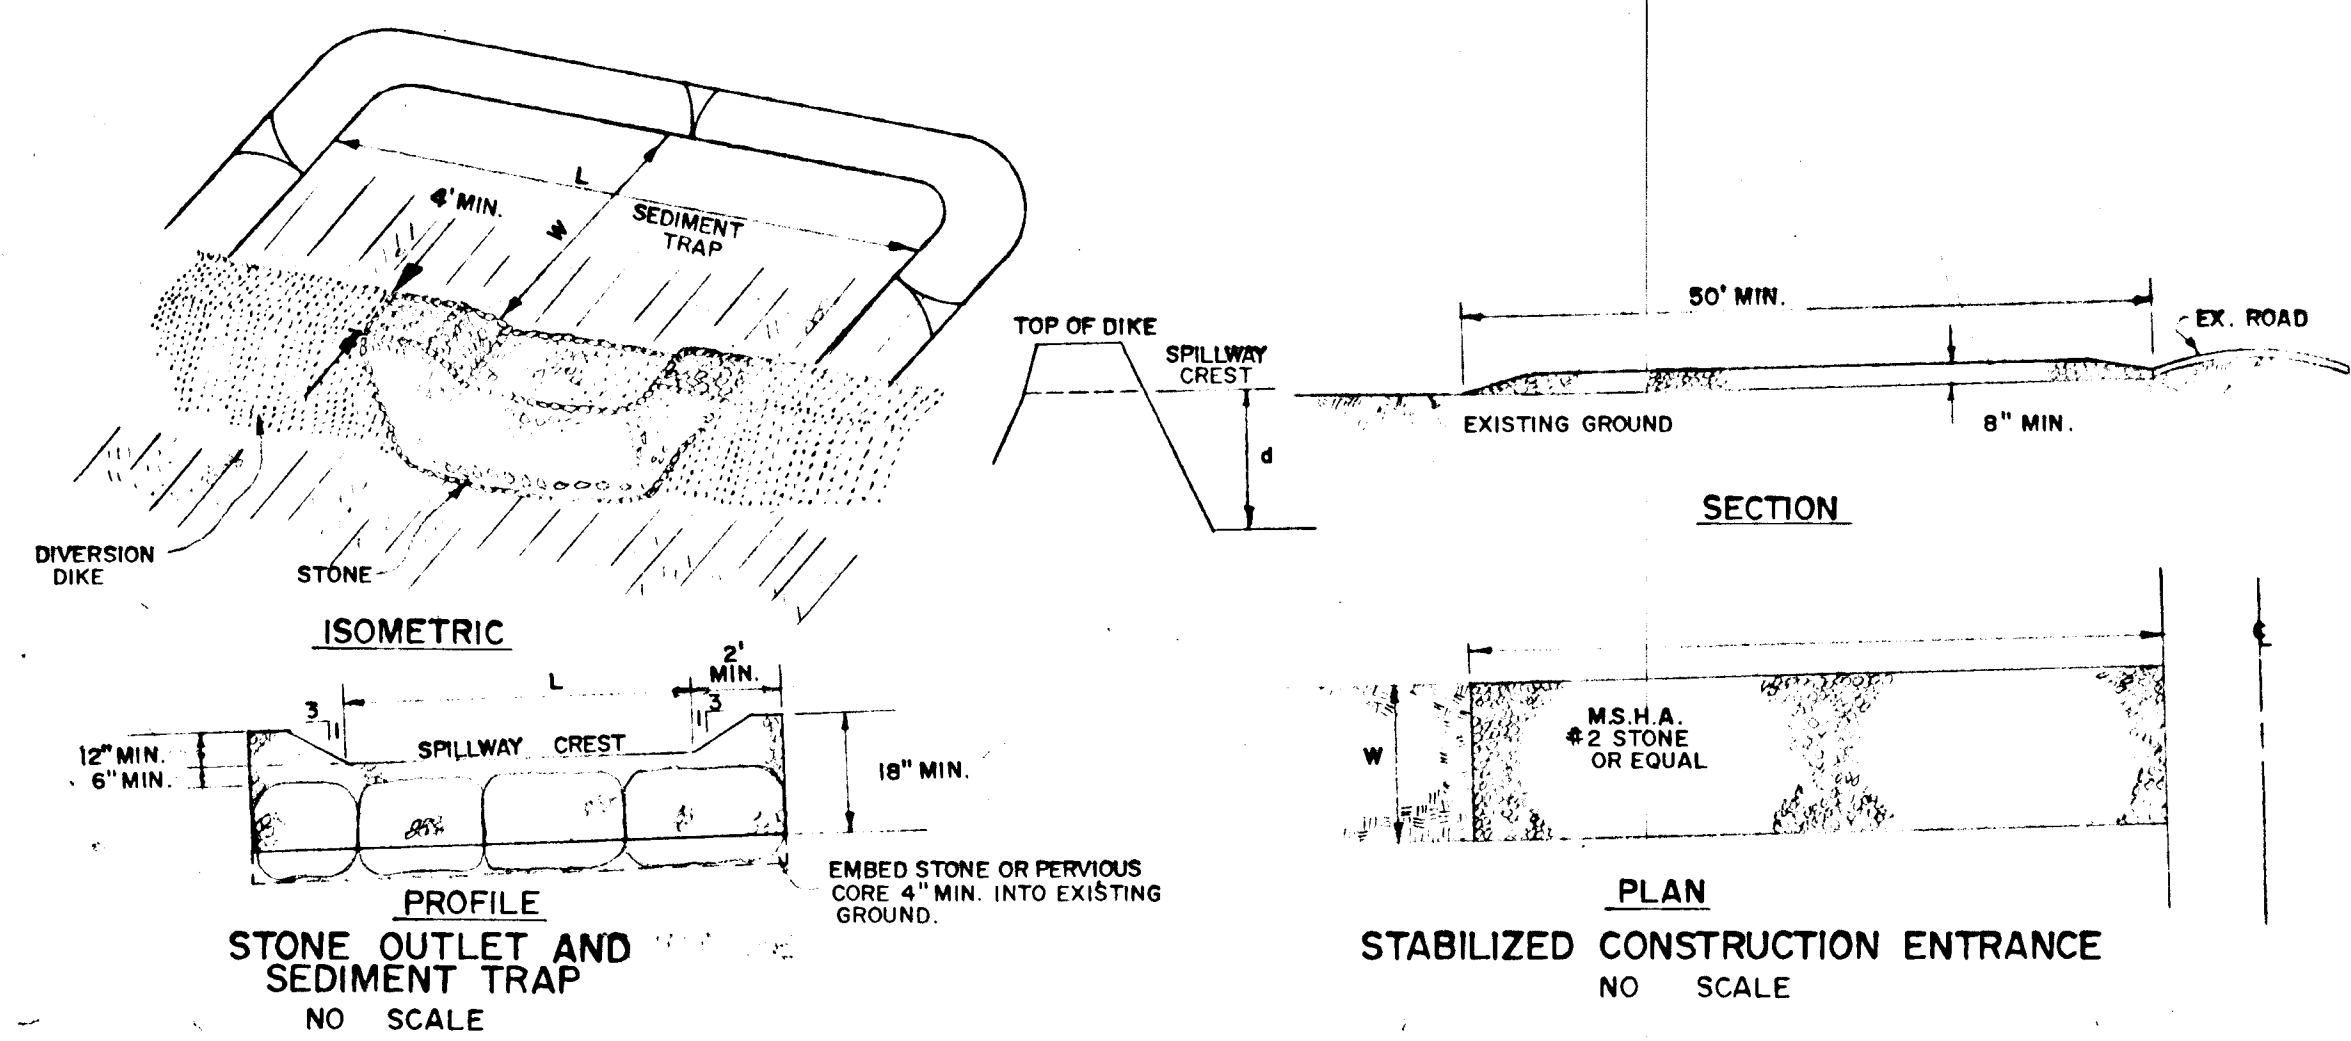 L
4' MIN.
W
SEDIMENT
TRAP
DIVERSION
DIKE
STONE
ISOMETRIC
TOP OF DIKE
SPILLWAY
CREST
d
50' MIN.
EX. ROAD
EXISTING GROUND
8" MIN.
SECTION
2'
MIN.
L
3
1
3
1
12" MIN.
6" MIN.
SPILLWAY CREST
18" MIN.
EMBED STONE OR PERVIOUS
CORE 4" MIN. INTO EXISTING
GROUND.
PROFILE
STONE OUTLET AND
SEDIMENT TRAP
NO SCALE
W
M.S.H.A.
#2 STONE
OR EQUAL
℄
PLAN
STABILIZED CONSTRUCTION ENTRANCE
NO SCALE